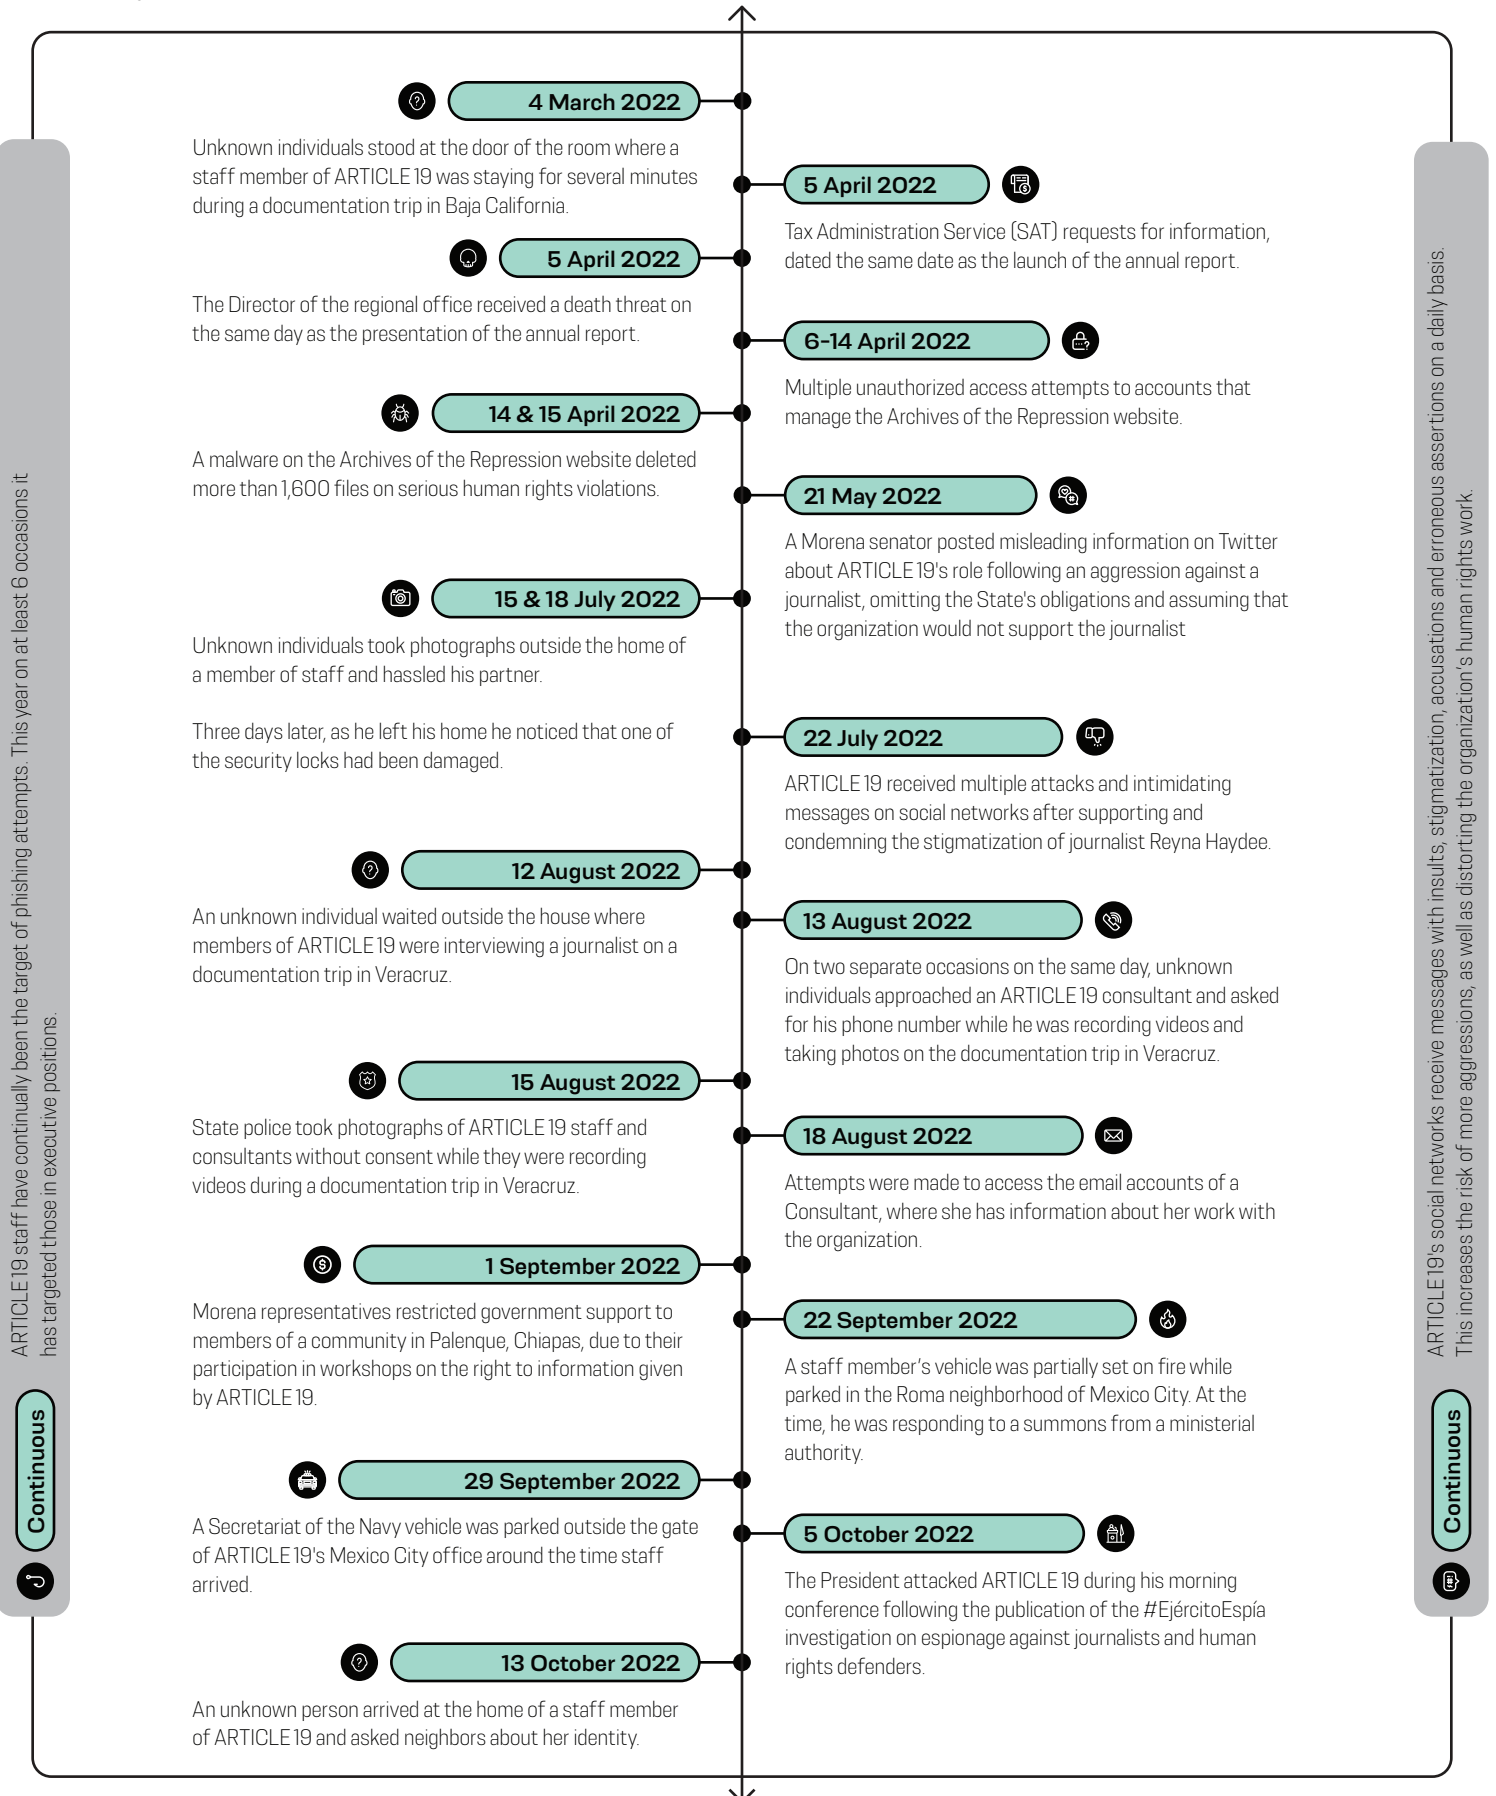 4 March 2022
Unknown individuals stood at the door of the room where a
staff member of ARTICLE 19 was staying for several minutes
during a documentation trip in Baja California.
5 April 2022
Tax Administration Service (SAT) requests for information,
dated the same date as the launch of the annual report.
5 April 2022
The Director of the regional office received a death threat on
the same day as the presentation of the annual report.
6-14 April 2022
Multiple unauthorized access attempts to accounts that
manage the Archives of the Repression website.
14 & 15 April 2022
A malware on the Archives of the Repression website deleted
more than 1,600 files on serious human rights violations.
21 May 2022
A Morena senator posted misleading information on Twitter
about ARTICLE 19's role following an aggression against a
journalist, omitting the State's obligations and assuming that
the organization would not support the journalist
15 & 18 July 2022
Unknown individuals took photographs outside the home of
a member of staff and hassled his partner.
Three days later, as he left his home he noticed that one of
the security locks had been damaged.
22 July 2022
ARTICLE 19 received multiple attacks and intimidating
messages on social networks after supporting and
condemning the stigmatization of journalist Reyna Haydee.
12 August 2022
An unknown individual waited outside the house where
members of ARTICLE 19 were interviewing a journalist on a
documentation trip in Veracruz.
13 August 2022
On two separate occasions on the same day, unknown
individuals approached an ARTICLE 19 consultant and asked
for his phone number while he was recording videos and
taking photos on the documentation trip in Veracruz.
15 August 2022
State police took photographs of ARTICLE 19 staff and
consultants without consent while they were recording
videos during a documentation trip in Veracruz.
18 August 2022
Attempts were made to access the email accounts of a
Consultant, where she has information about her work with
the organization.
1 September 2022
Morena representatives restricted government support to
members of a community in Palenque, Chiapas, due to their
participation in workshops on the right to information given
by ARTICLE 19.
22 September 2022
A staff member's vehicle was partially set on fire while
parked in the Roma neighborhood of Mexico City. At the
time, he was responding to a summons from a ministerial
authority.
29 September 2022
A Secretariat of the Navy vehicle was parked outside the gate
of ARTICLE 19's Mexico City office around the time staff
arrived.
5 October 2022
The President attacked ARTICLE 19 during his morning
conference following the publication of the #EjércitoEspía
investigation on espionage against journalists and human
rights defenders.
13 October 2022
An unknown person arrived at the home of a staff member
of ARTICLE 19 and asked neighbors about her identity.
Continuous
ARTICLE 19 staff have continually been the target of phishing attempts. This year on at least 6 occasions it
has targeted those in executive positions.
Continuous
ARTICLE 19's social networks receive messages with insults, stigmatization, accusations and erroneous assertions on a daily basis.
This increases the risk of more aggressions, as well as distorting the organization's human rights work.